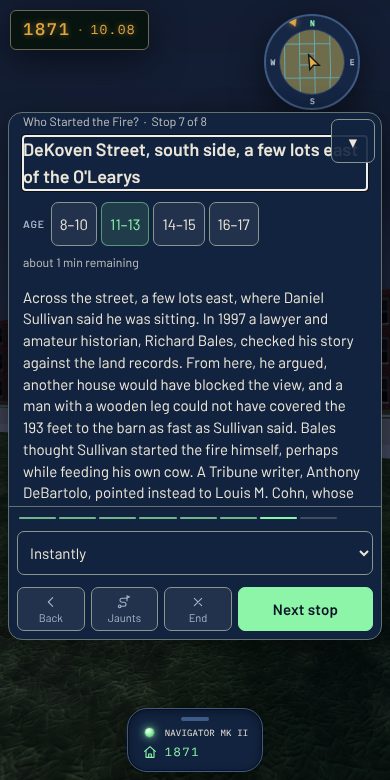 1871 · 10.08
N
W
E
S
Who Started the Fire? · Stop 7 of 8
DeKoven Street, south side, a few lots east
of the O'Learys
AGE
8–10
11–13
14–15
16–17
about 1 min remaining
Across the street, a few lots east, where Daniel
Sullivan said he was sitting. In 1997 a lawyer and
amateur historian, Richard Bales, checked his story
against the land records. From here, he argued,
another house would have blocked the view, and a
man with a wooden leg could not have covered the
193 feet to the barn as fast as Sullivan said. Bales
thought Sullivan started the fire himself, perhaps
while feeding his own cow. A Tribune writer, Anthony
DeBartolo, pointed instead to Louis M. Cohn, whose
Instantly
Back
Jaunts
End
Next stop
NAVIGATOR MK II
1871